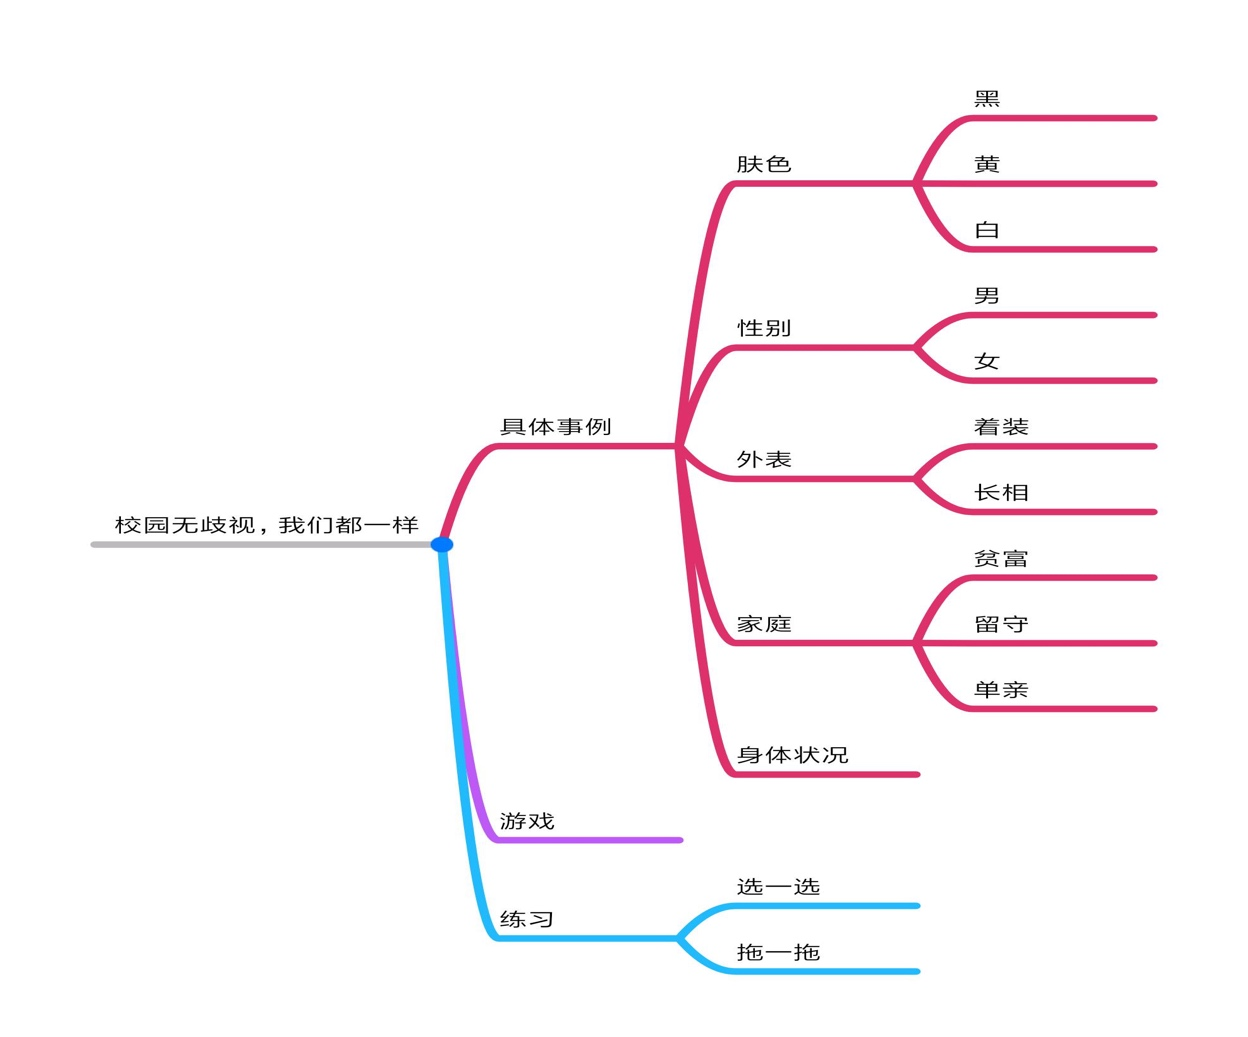 校园无歧视，我们都一样
具体事例
肤色
黑
黄
白
性别
男
女
外表
着装
长相
家庭
贫富
留守
单亲
身体状况
游戏
练习
选一选
拖一拖